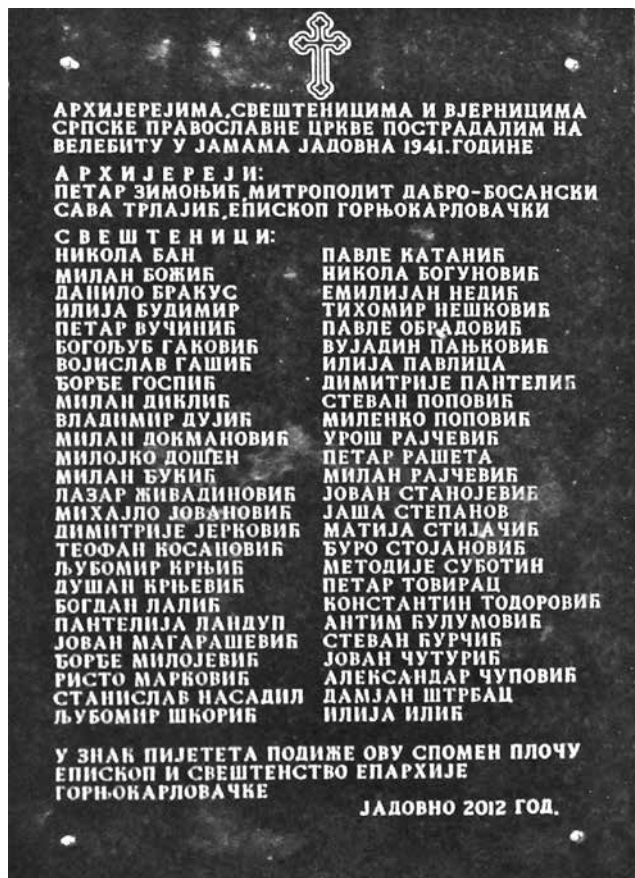 АРХИЈЕРЕЈИМА,СВЕШТЕНИЦИМА И ВЈЕРНИЦИМА
СРПСКЕ ПРАВОСЛАВНЕ ЦРКВЕ ПОСТРАДАЛИМ НА
ВЕЛЕБИТУ У ЈАМАМА ЈАДОВНА 1941.ГОДИНЕ
АРХИЈЕРЕЈИ:
ПЕТАР ЗИМОЊИЋ,МИТРОПОЛИТ ДАБРО-БОСАНСКИ
САВА ТРЛАЈИЋ,ЕПИСКОП ГОРЊОКАРЛОВАЧКИ
СВЕШТЕНИЦИ:
НИКОЛА БАН
МИЛАН БОЖИЋ
ДАНИЛО БРАКУС
ИЛИЈА БУДИМИР
ПЕТАР ВУЧИНИЋ
БОГОЉУБ ГАКОВИЋ
ВОЈИСЛАВ ГАШИЋ
ЂОРЂЕ ГОСПИЋ
МИЛАН ДИКЛИЋ
ВЛАДИМИР ДУЈИЋ
МИЛАН ДОКМАНОВИЋ
МИЛОЈКО ДОШЕН
МИЛАН ЂУКИЋ
ЛАЗАР ЖИВАДИНОВИЋ
МИХАЈЛО ЈОВАНОВИЋ
ДИМИТРИЈЕ ЈЕРКОВИЋ
ТЕОФАН КОСАНОВИЋ
ЉУБОМИР КРЊИЋ
ДУШАН КРЊЕВИЋ
БОГДАН ЛАЛИЋ
ПАНТЕЛИЈА ЛАНДУП
ЈОВАН МАГАРАШЕВИЋ
ЂОРЂЕ МИЛОЈЕВИЋ
РИСТО МАРКОВИЋ
СТАНИСЛАВ НАСАДИЛ
ЉУБОМИР ШКОРИЋ
ПАВЛЕ КАТАНИЋ
НИКОЛА БОГУНОВИЋ
ЕМИЛИЈАН НЕДИЋ
ТИХОМИР НЕШКОВИЋ
ПАВЛЕ ОБРАДОВИЋ
ВУЈАДИН ПАЊКОВИЋ
ИЛИЈА ПАВЛИЦА
ДИМИТРИЈЕ ПАНТЕЛИЋ
СТЕВАН ПОПОВИЋ
МИЛЕНКО ПОПОВИЋ
УРОШ РАЈЧЕВИЋ
ПЕТАР РАШЕТА
МИЛАН РАЈЧЕВИЋ
ЈОВАН СТАНОЈЕВИЋ
ЈАША СТЕПАНОВ
МАТИЈА СТИЈАЧИЋ
ЂУРО СТОЈАНОВИЋ
МЕТОДИЈЕ СУБОТИН
ПЕТАР ТОВИРАЦ
КОНСТАНТИН ТОДОРОВИЋ
АНТИМ ЋУЛУМОВИЋ
СТЕВАН ЋУРЧИЋ
ЈОВАН ЧУТУРИЋ
АЛЕКСАНДАР ЧУПОВИЋ
ДАМЈАН ШТРБАЦ
ИЛИЈА ИЛИЋ
У ЗНАК ПИЈЕТЕТА ПОДИЖЕ ОВУ СПОМЕН ПЛОЧУ
ЕПИСКОП И СВЕШТЕНСТВО ЕПАРХИЈЕ
ГОРЊОКАРЛОВАЧКЕ
ЈАДОВНО 2012 ГОД.